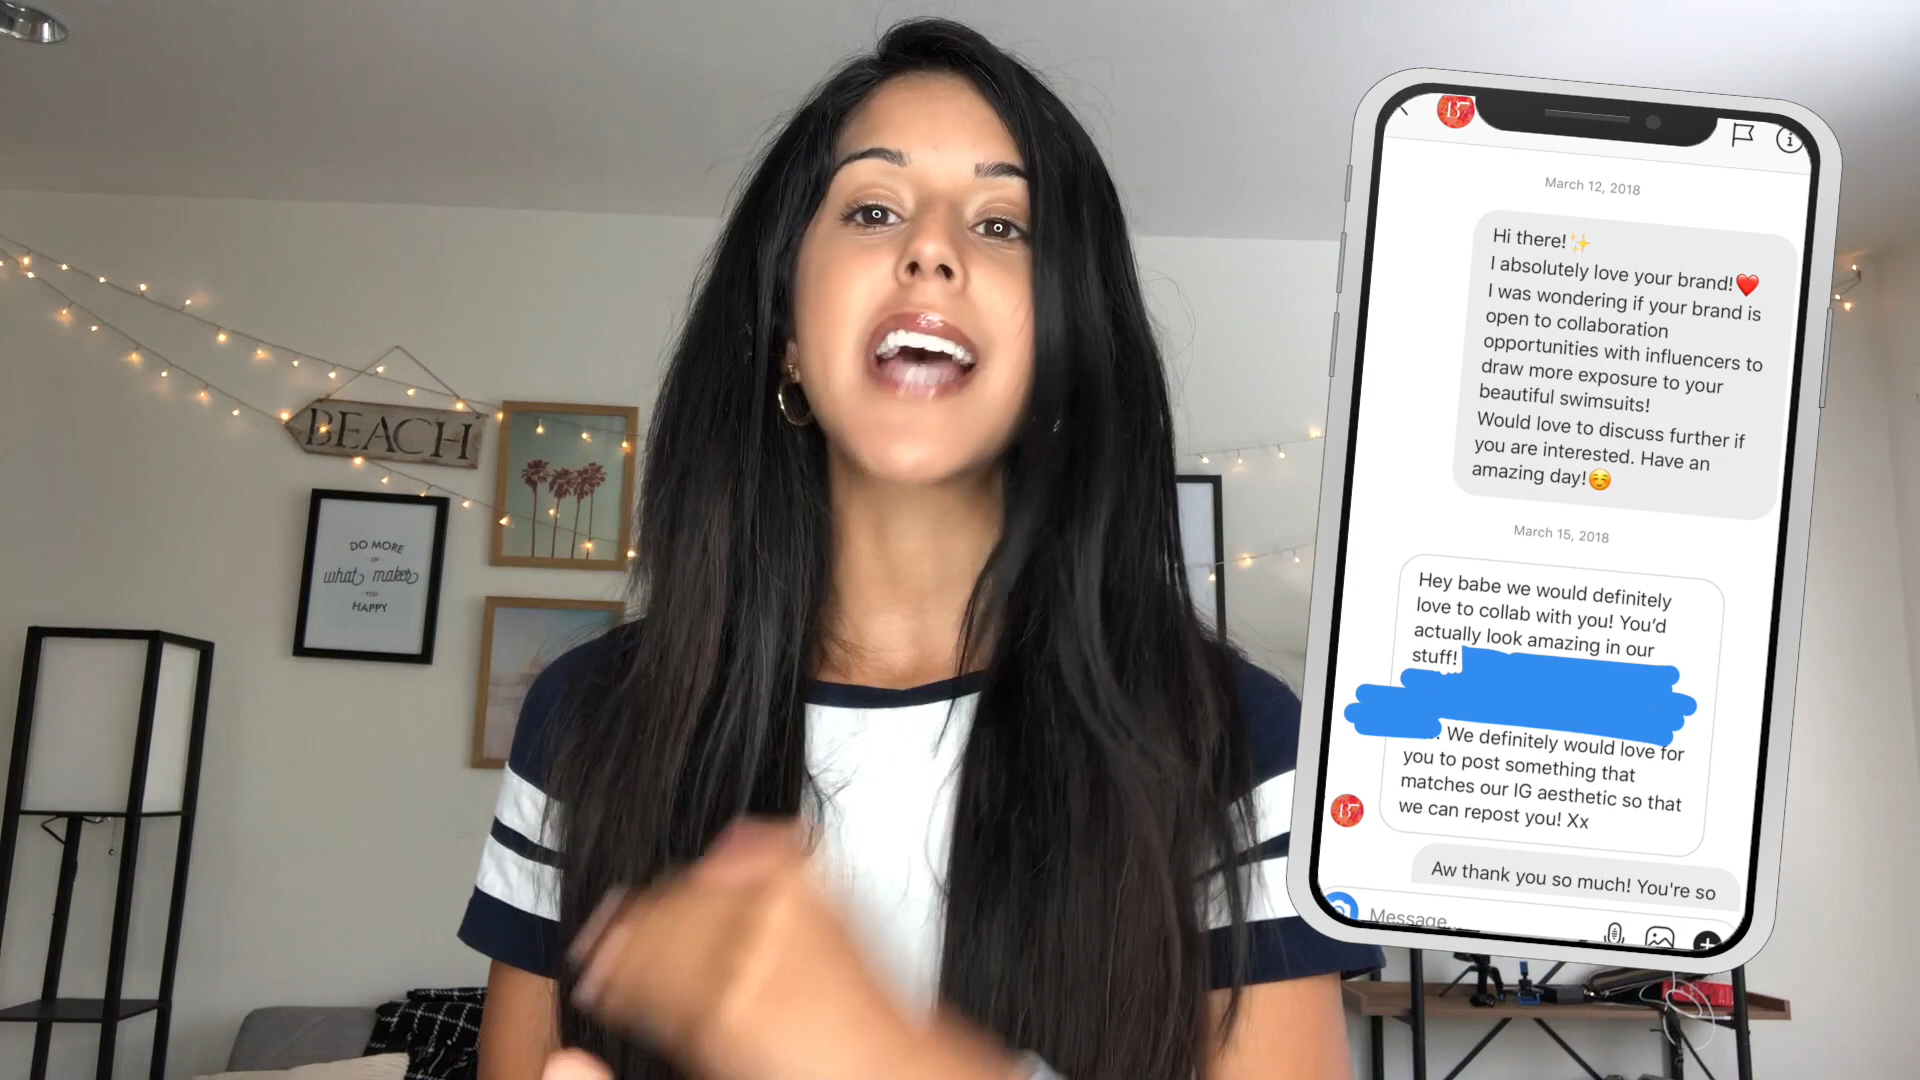 BEACH
DO MORE
OF
what makes
YOU
HAPPY
March 12, 2018
Hi there!✨
I absolutely love your brand!❤️
I was wondering if your brand is
open to collaboration
opportunities with influencers to
draw more exposure to your
beautiful swimsuits!
Would love to discuss further if
you are interested. Have an
amazing day!☺️
March 15, 2018
Hey babe we would definitely
love to collab with you! You’d
actually look amazing in our
stuff!
We definitely would love for
you to post something that
matches our IG aesthetic so that
we can repost you! Xx
Aw thank you so much! You're so
Message...